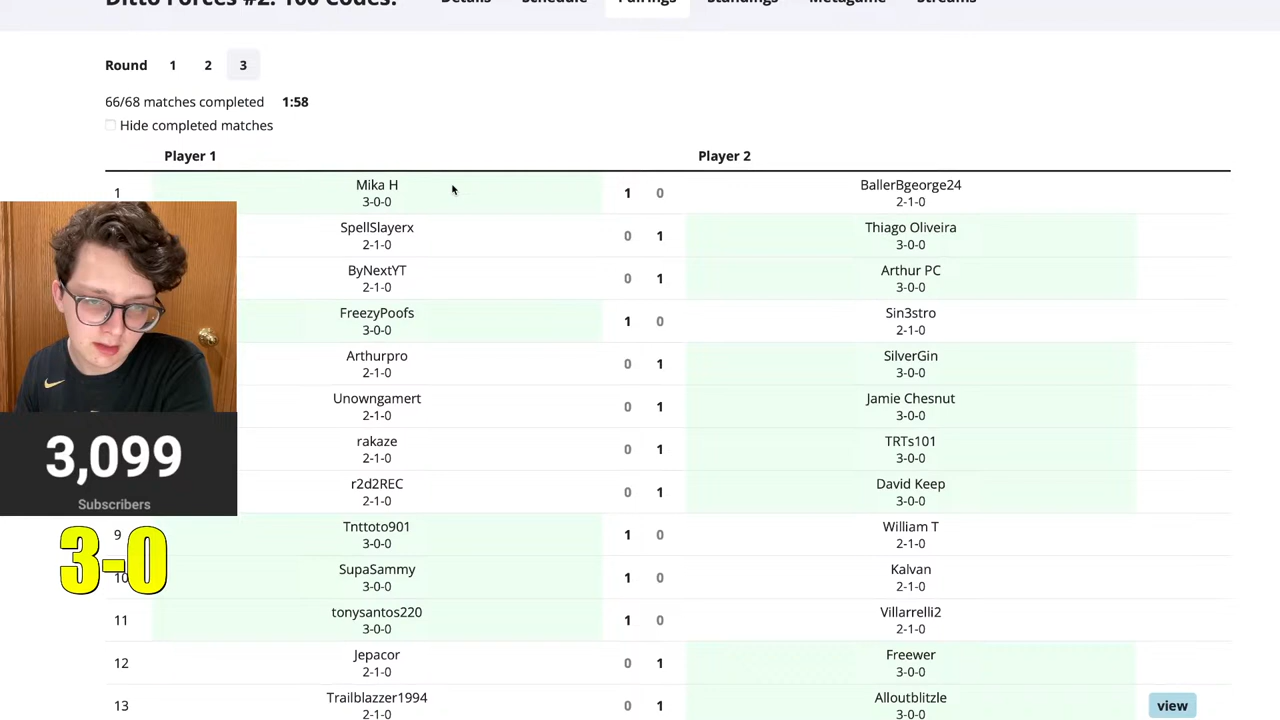 Ditto Forces #2: 100 Codes! Details Schedule Pairings Standings Metagame Streams
Round 1 2 3
66/68 matches completed 1:58
Hide completed matches
Player 1 Player 2
1 Mika H 3-0-0 1 0 BallerBgeorge24 2-1-0
SpellSlayerx 2-1-0 0 1 Thiago Oliveira 3-0-0
ByNextYT 2-1-0 0 1 Arthur PC 3-0-0
FreezyPoofs 3-0-0 1 0 Sin3stro 2-1-0
Arthurpro 2-1-0 0 1 SilverGin 3-0-0
Unowngamert 2-1-0 0 1 Jamie Chesnut 3-0-0
rakaze 2-1-0 0 1 TRTs101 3-0-0
r2d2REC 2-1-0 0 1 David Keep 3-0-0
9 Tnttoto901 3-0-0 1 0 William T 2-1-0
10 SupaSammy 3-0-0 1 0 Kalvan 2-1-0
11 tonysantos220 3-0-0 1 0 Villarrelli2 2-1-0
12 Jepacor 2-1-0 0 1 Freewer 3-0-0
13 Trailblazzer1994 2-1-0 0 1 Alloutblitzle 3-0-0 view
3,099
Subscribers
3-0